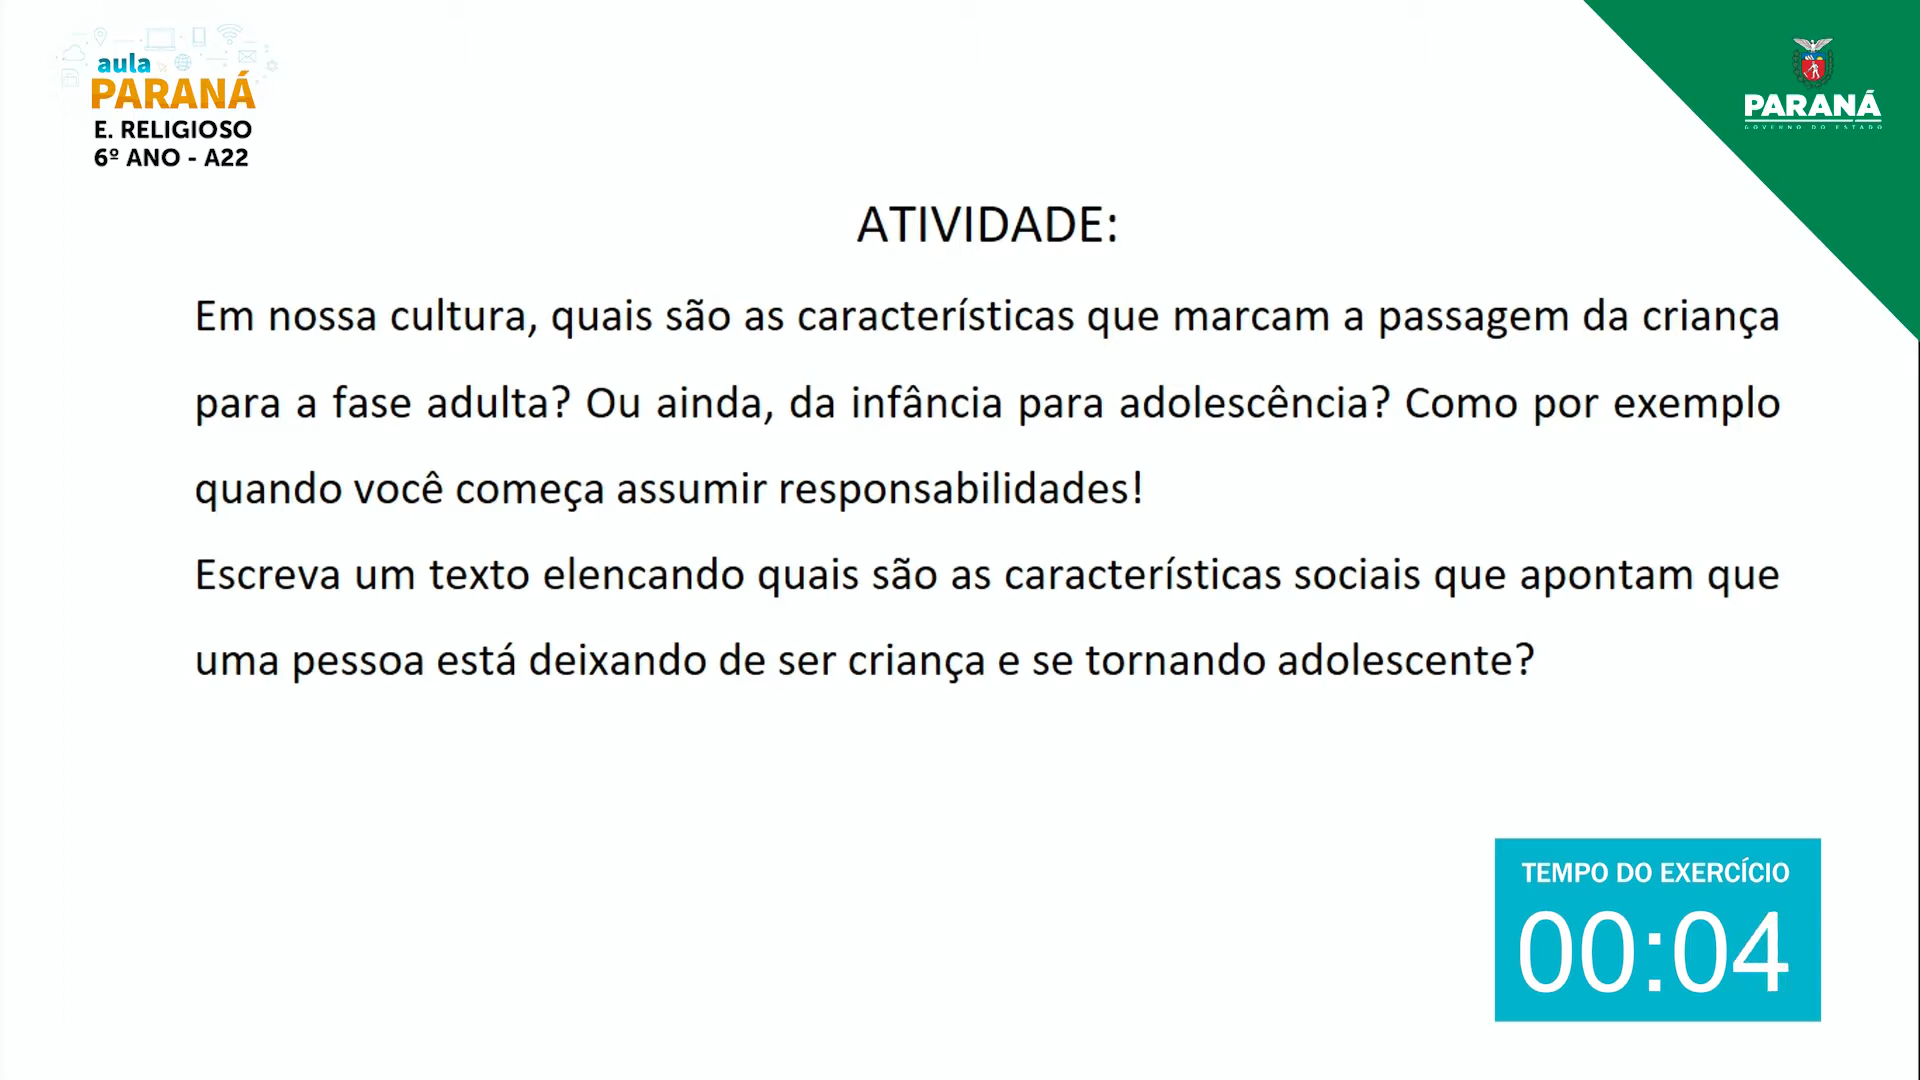 aula
PARANÁ
E. RELIGIOSO
6º ANO - A22
PARANÁ
GOVERNO DO ESTADO
ATIVIDADE:
Em nossa cultura, quais são as características que marcam a passagem da criança
para a fase adulta? Ou ainda, da infância para adolescência? Como por exemplo
quando você começa assumir responsabilidades!
Escreva um texto elencando quais são as características sociais que apontam que
uma pessoa está deixando de ser criança e se tornando adolescente?
TEMPO DO EXERCÍCIO
00:04